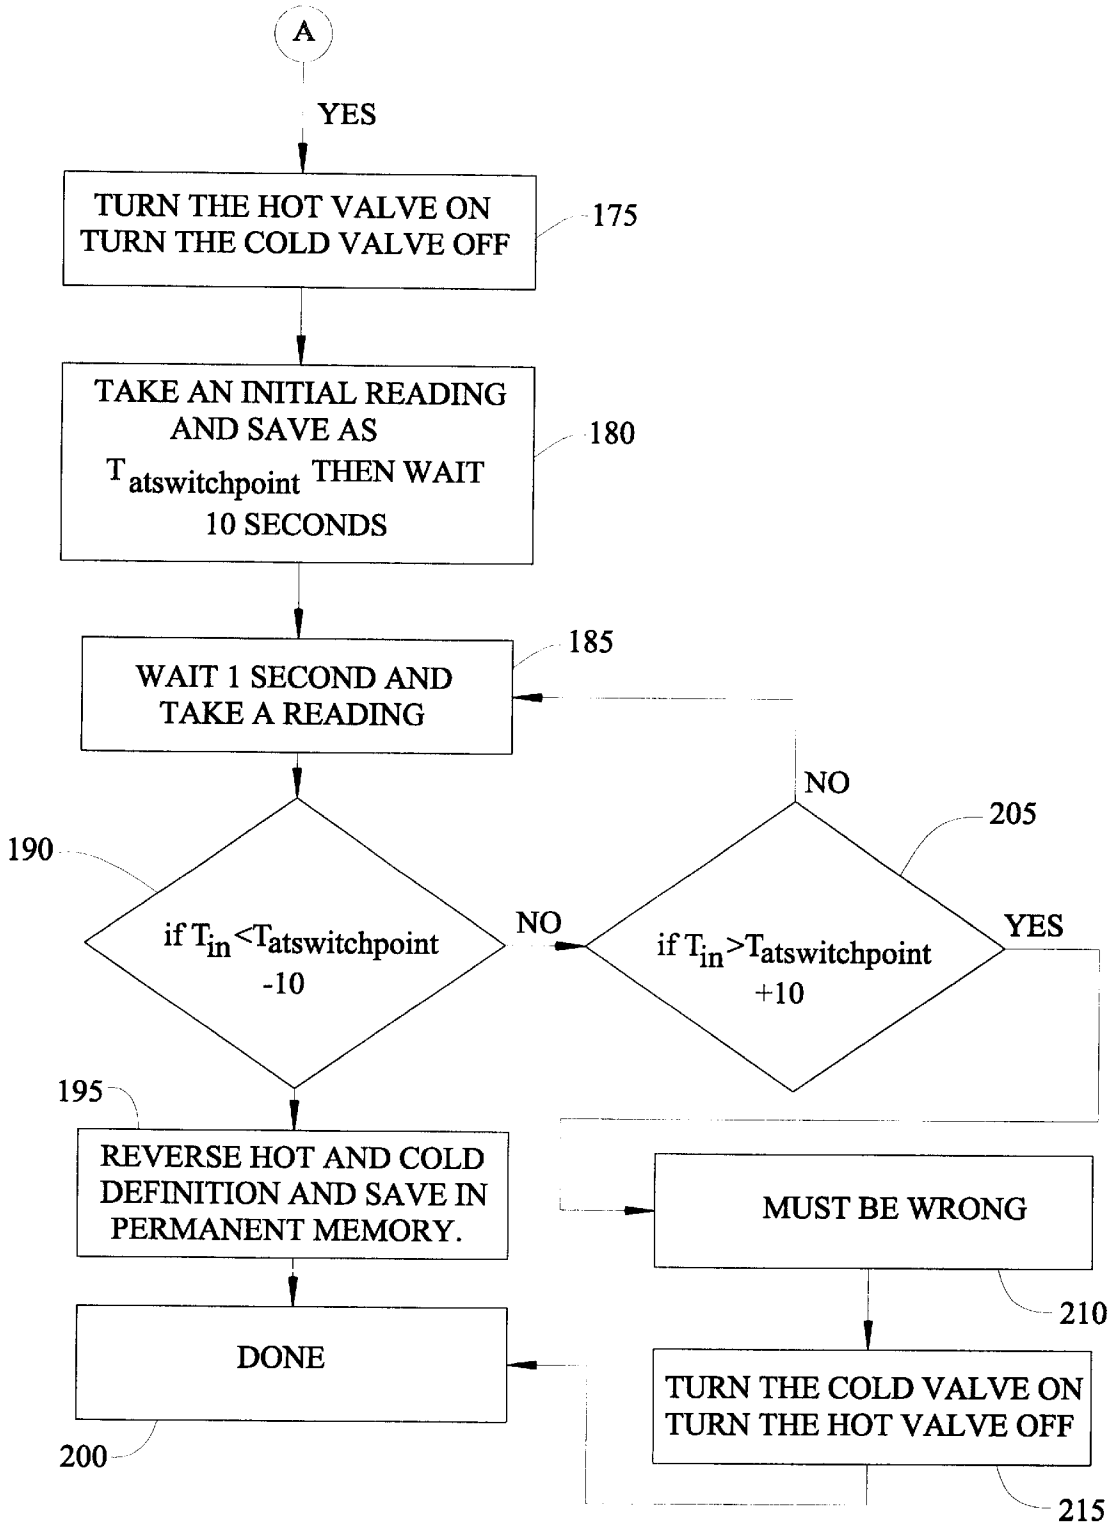 A
YES
TURN THE HOT VALVE ON
TURN THE COLD VALVE OFF
175
TAKE AN INITIAL READING
AND SAVE AS
Tatswitchpoint THEN WAIT
10 SECONDS
180
185
WAIT 1 SECOND AND
TAKE A READING
NO
205
190
if Tin<Tatswitchpoint
-10
NO
if Tin>Tatswitchpoint
+10
YES
195
REVERSE HOT AND COLD
DEFINITION AND SAVE IN
PERMANENT MEMORY.
MUST BE WRONG
210
DONE
200
TURN THE COLD VALVE ON
TURN THE HOT VALVE OFF
215